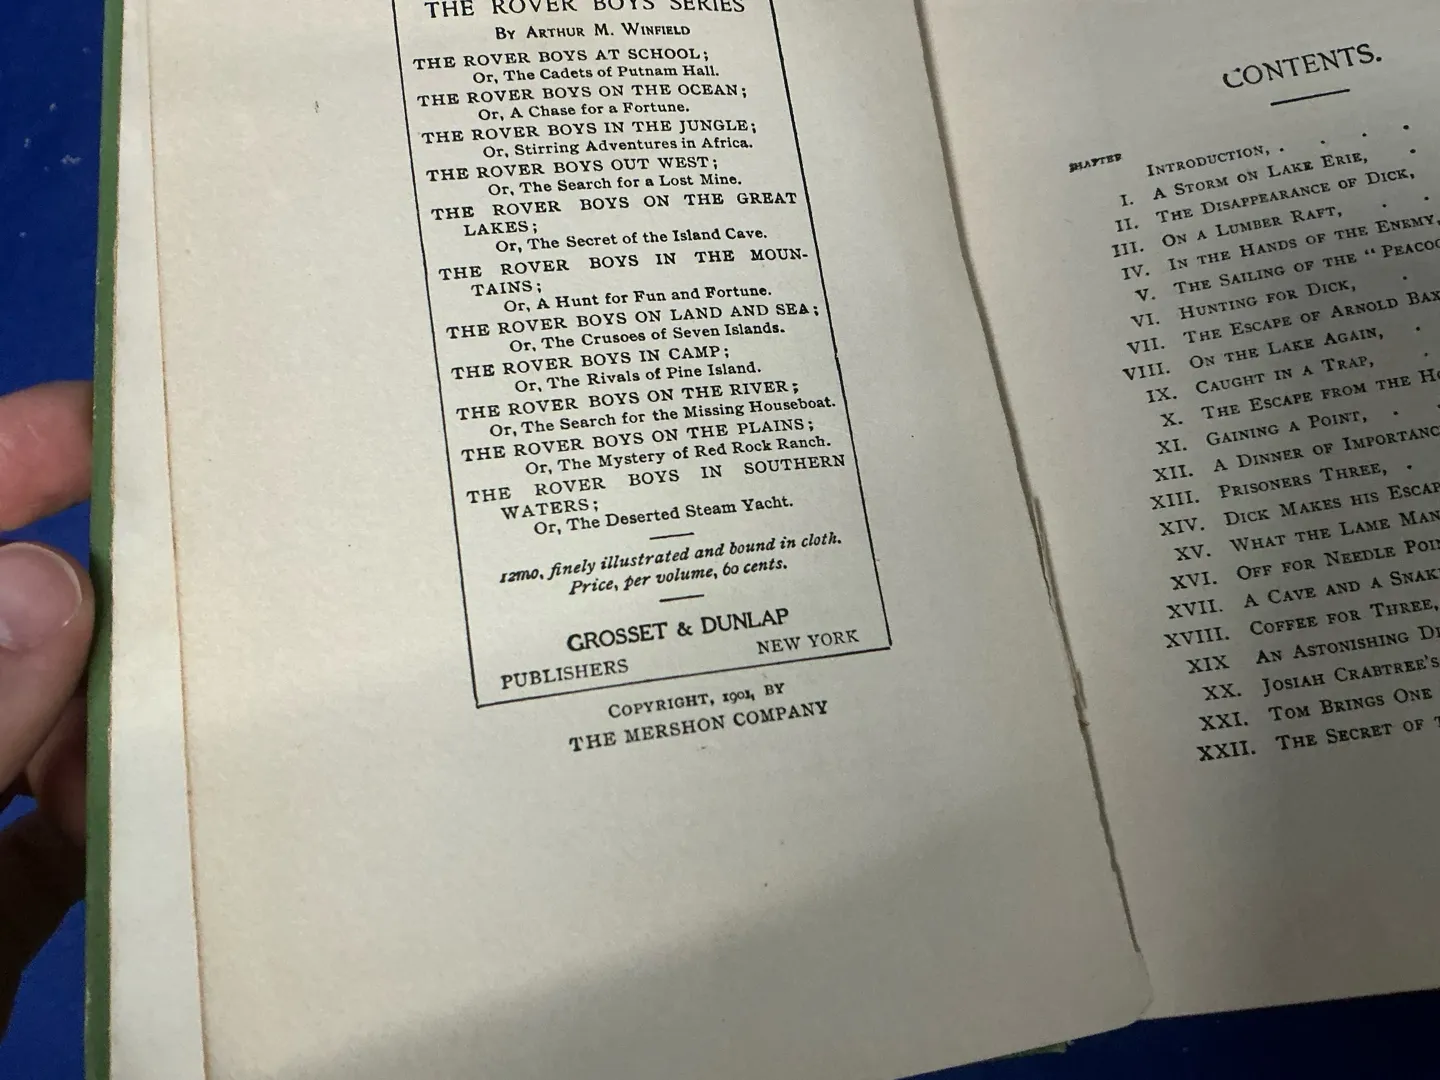 THE ROVER BOYS SERIES
BY ARTHUR M. WINFIELD
THE ROVER BOYS AT SCHOOL;
Or, The Cadets of Putnam Hall.
THE ROVER BOYS ON THE OCEAN;
Or, A Chase for a Fortune.
THE ROVER BOYS IN THE JUNGLE;
Or, Stirring Adventures in Africa.
THE ROVER BOYS OUT WEST;
Or, The Search for a Lost Mine.
THE ROVER BOYS ON THE GREAT
LAKES;
Or, The Secret of the Island Cave.
THE ROVER BOYS IN THE MOUN-
TAINS;
Or, A Hunt for Fun and Fortune.
THE ROVER BOYS ON LAND AND SEA;
Or, The Crusoes of Seven Islands.
THE ROVER BOYS IN CAMP;
Or, The Rivals of Pine Island.
THE ROVER BOYS ON THE RIVER;
Or, The Search for the Missing Houseboat.
THE ROVER BOYS ON THE PLAINS;
Or, The Mystery of Red Rock Ranch.
THE ROVER BOYS IN SOUTHERN
WATERS;
Or, The Deserted Steam Yacht.
12mo, finely illustrated and bound in cloth.
Price, per volume, 60 cents.
GROSSET & DUNLAP
PUBLISHERS NEW YORK
COPYRIGHT, 1901, BY
THE MERSHON COMPANY
CONTENTS.
CHAPTER
INTRODUCTION, .
I. A STORM ON LAKE ERIE,
II. THE DISAPPEARANCE OF DICK,
III. ON A LUMBER RAFT,
IV. IN THE HANDS OF THE ENEMY,
V. THE SAILING OF THE "PEACOC
VI. HUNTING FOR DICK,
VII. THE ESCAPE OF ARNOLD BAX
VIII. ON THE LAKE AGAIN,
IX. CAUGHT IN A TRAP,
X. THE ESCAPE FROM THE HO
XI. GAINING A POINT,
XII. A DINNER OF IMPORTANC
XIII. PRISONERS THREE,
XIV. DICK MAKES HIS ESCAP
XV. WHAT THE LAME MAN
XVI. OFF FOR NEEDLE POIN
XVII. A CAVE AND A SNAK
XVIII. COFFEE FOR THREE,
XIX AN ASTONISHING DI
XX. JOSIAH CRABTREE'S
XXI. TOM BRINGS ONE
XXII. THE SECRET OF T